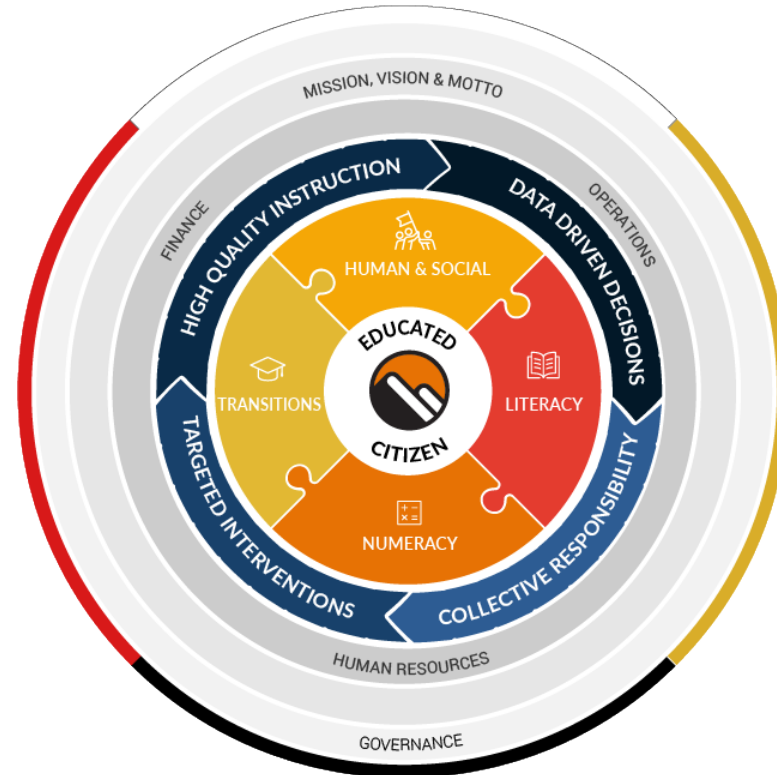 MISSION, VISION & MOTTO
FINANCE
OPERATIONS
HIGH QUALITY INSTRUCTION
DATA DRIVEN DECISIONS
HUMAN & SOCIAL
EDUCATED
TRANSITIONS
LITERACY
CITIZEN
NUMERACY
TARGETED INTERVENTIONS
COLLECTIVE RESPONSIBILITY
HUMAN RESOURCES
GOVERNANCE